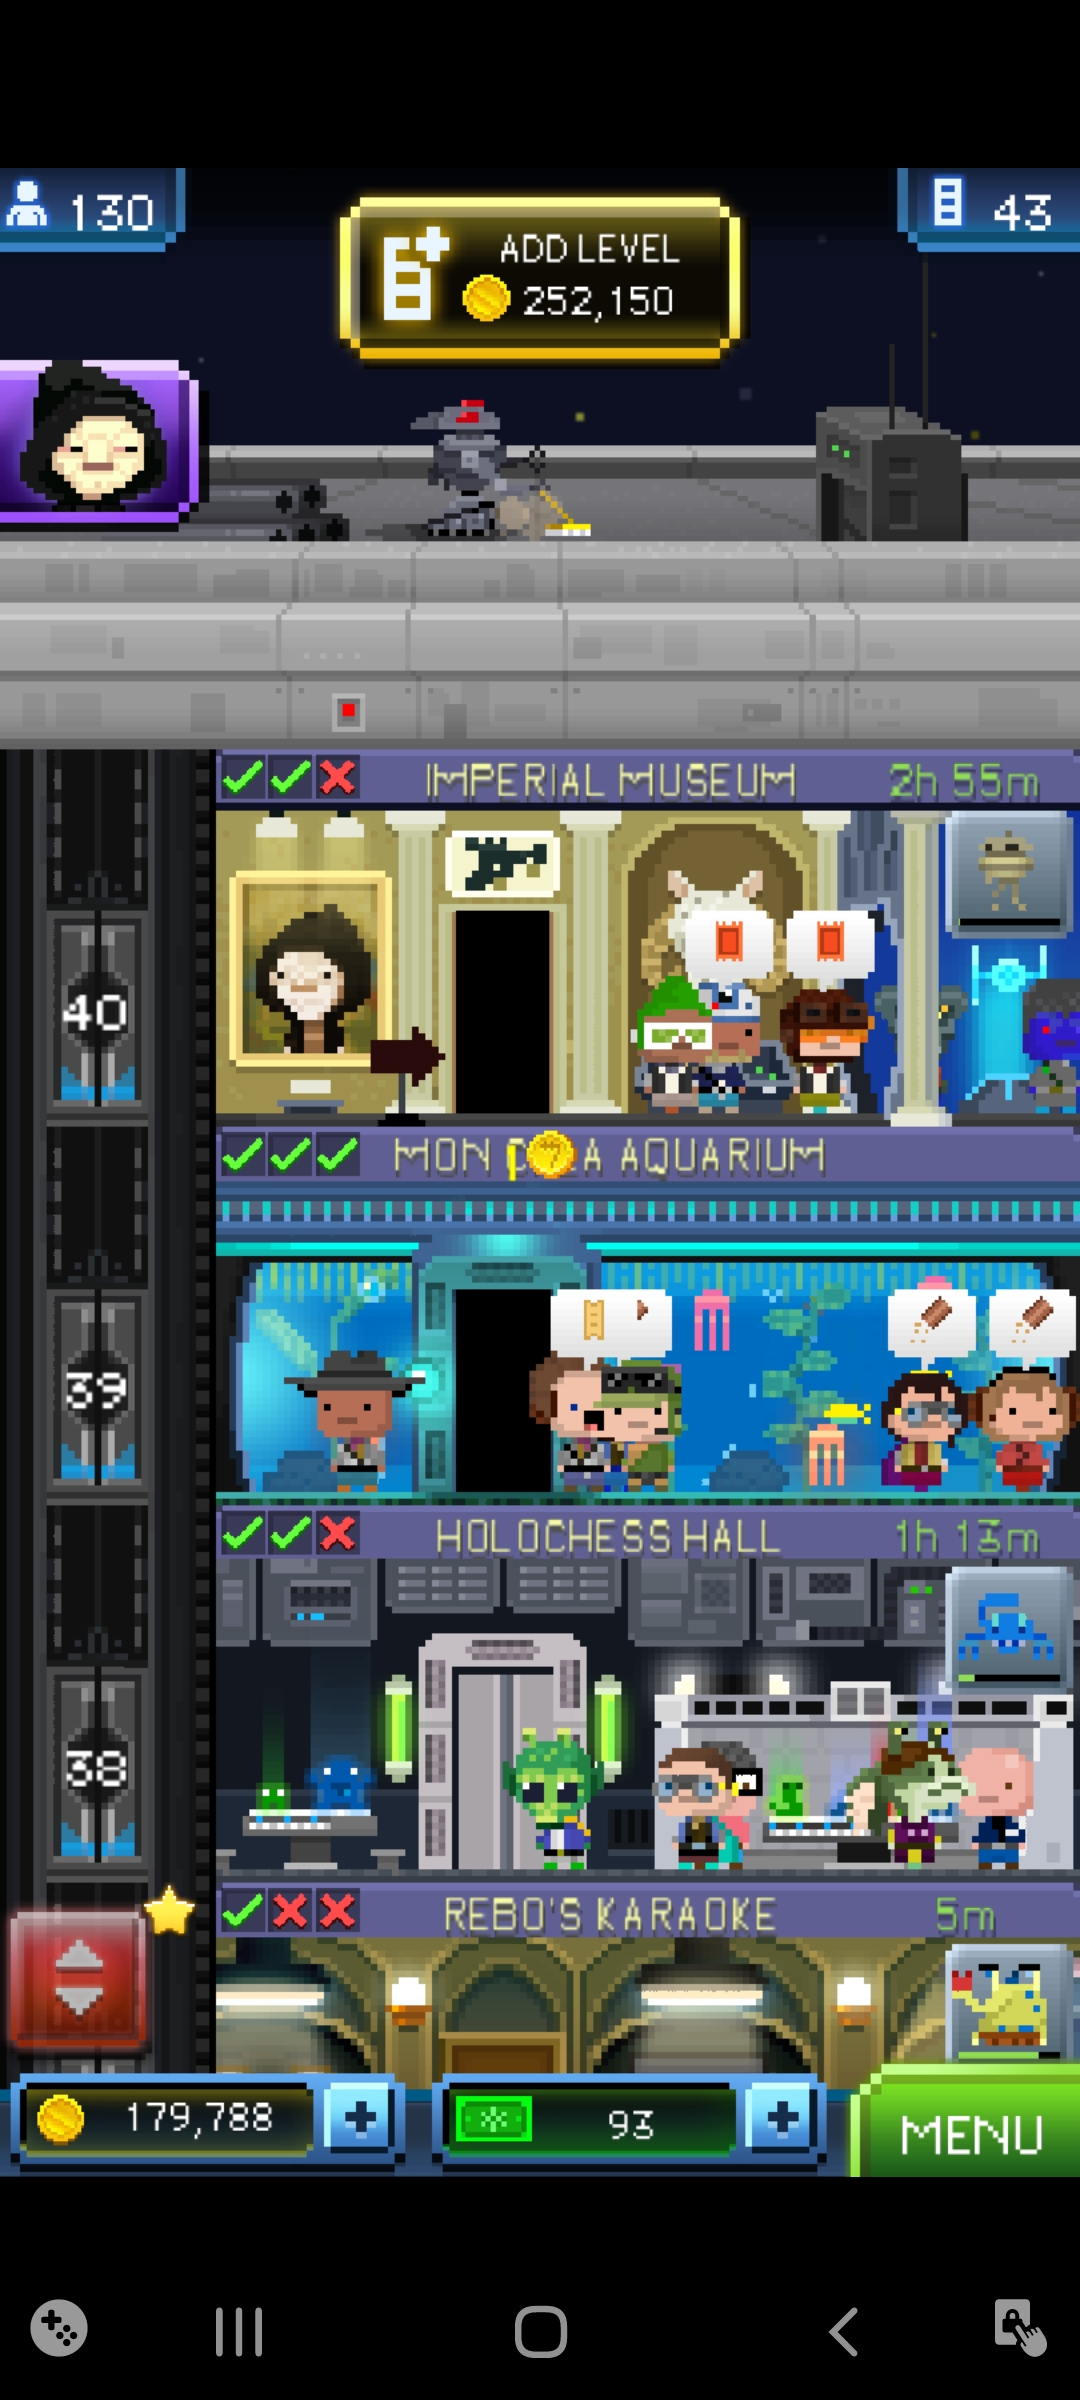 130
ADD LEVEL
252,150
43
IMPERIAL MUSEUM 2h 55m
40
MON A AQUARIUM
39
HOLOCHESS HALL 1h 13m
38
REBO'S KARAOKE 5m
179,788
93
MENU